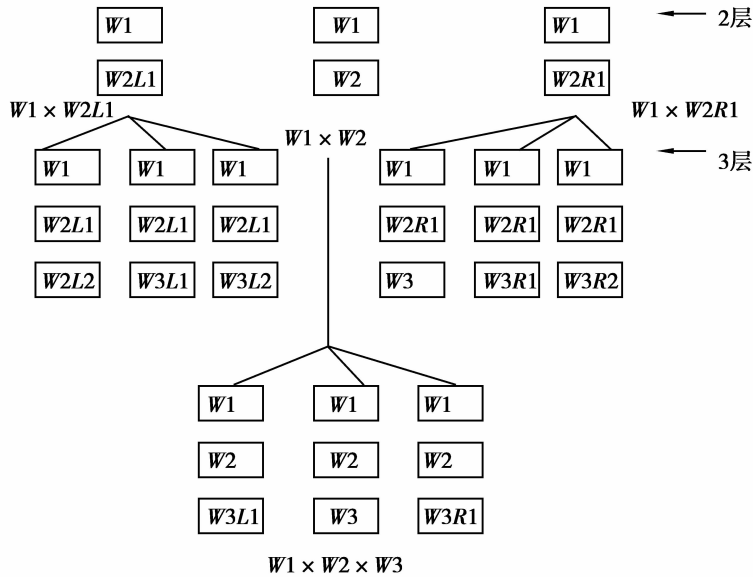 W1 W1 W1 2层
W2L1 W2 W2R1
W1 × W2L1 W1 × W2 W1 × W2R1
W1 W1 W1 W1 W1 W1 3层
W2L1 W2L1 W2L1 W2R1 W2R1 W2R1
W2L2 W3L1 W3L2 W3 W3R1 W3R2
W1 W1 W1
W2 W2 W2
W3L1 W3 W3R1
W1 × W2 × W3